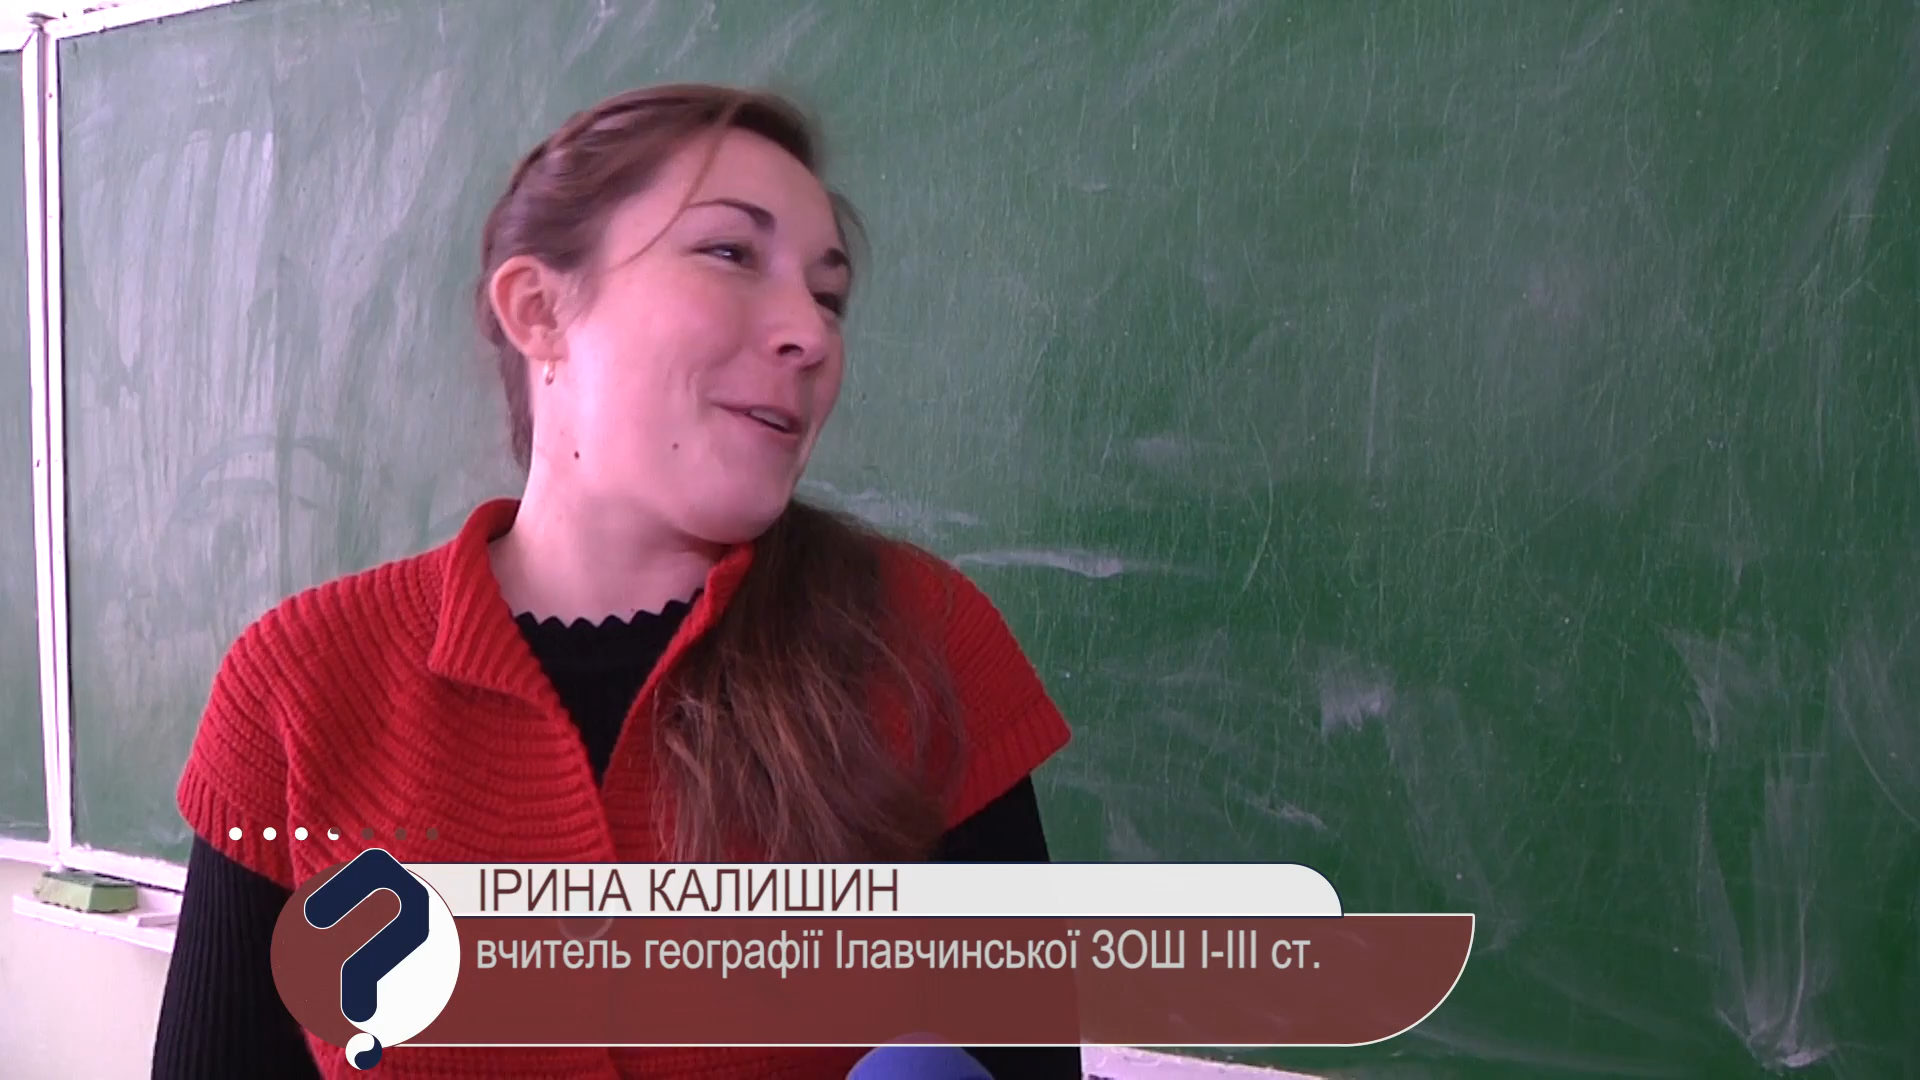 ІРИНА КАЛИШИН
вчитель географії Ілавчинської ЗОШ І-ІІІ ст.